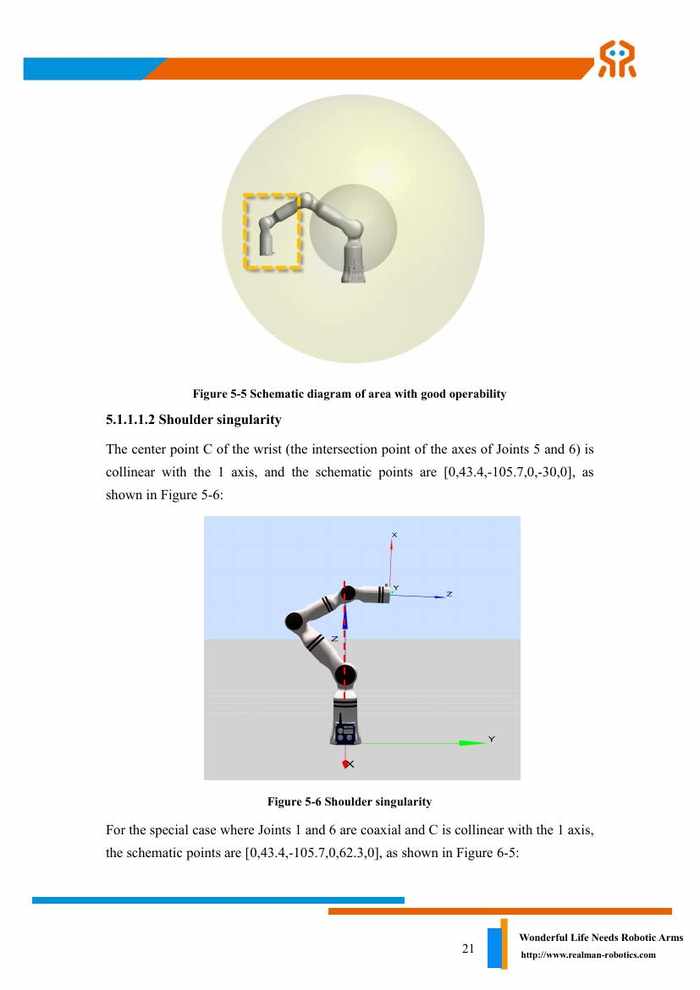 Figure 5-5 Schematic diagram of area with good operability
5.1.1.1.2 Shoulder singularity
The center point C of the wrist (the intersection point of the axes of Joints 5 and 6) is
collinear with the 1 axis, and the schematic points are [0,43.4,-105.7,0,-30,0], as
shown in Figure 5-6:
X
Y
Z
Z
Y
X
Figure 5-6 Shoulder singularity
For the special case where Joints 1 and 6 are coaxial and C is collinear with the 1 axis,
the schematic points are [0,43.4,-105.7,0,62.3,0], as shown in Figure 6-5:
21
Wonderful Life Needs Robotic Arms
http://www.realman-robotics.com